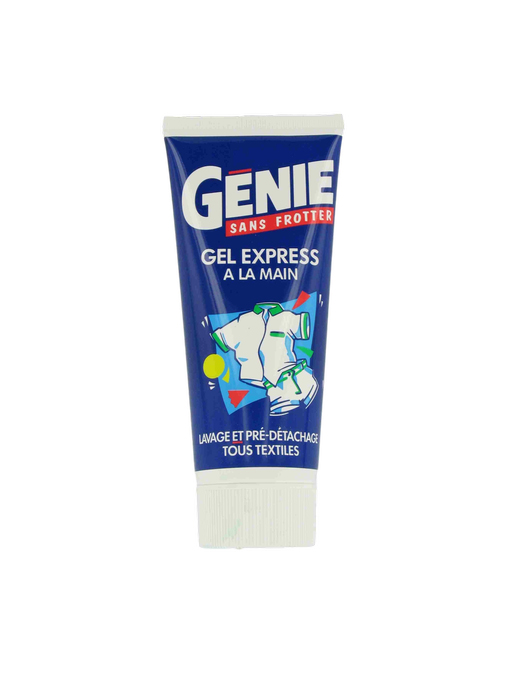 GÉNIE
SANS FROTTER
GEL EXPRESS
A LA MAIN
LAVAGE ET PRÉ-DÉTACHAGE
TOUS TEXTILES